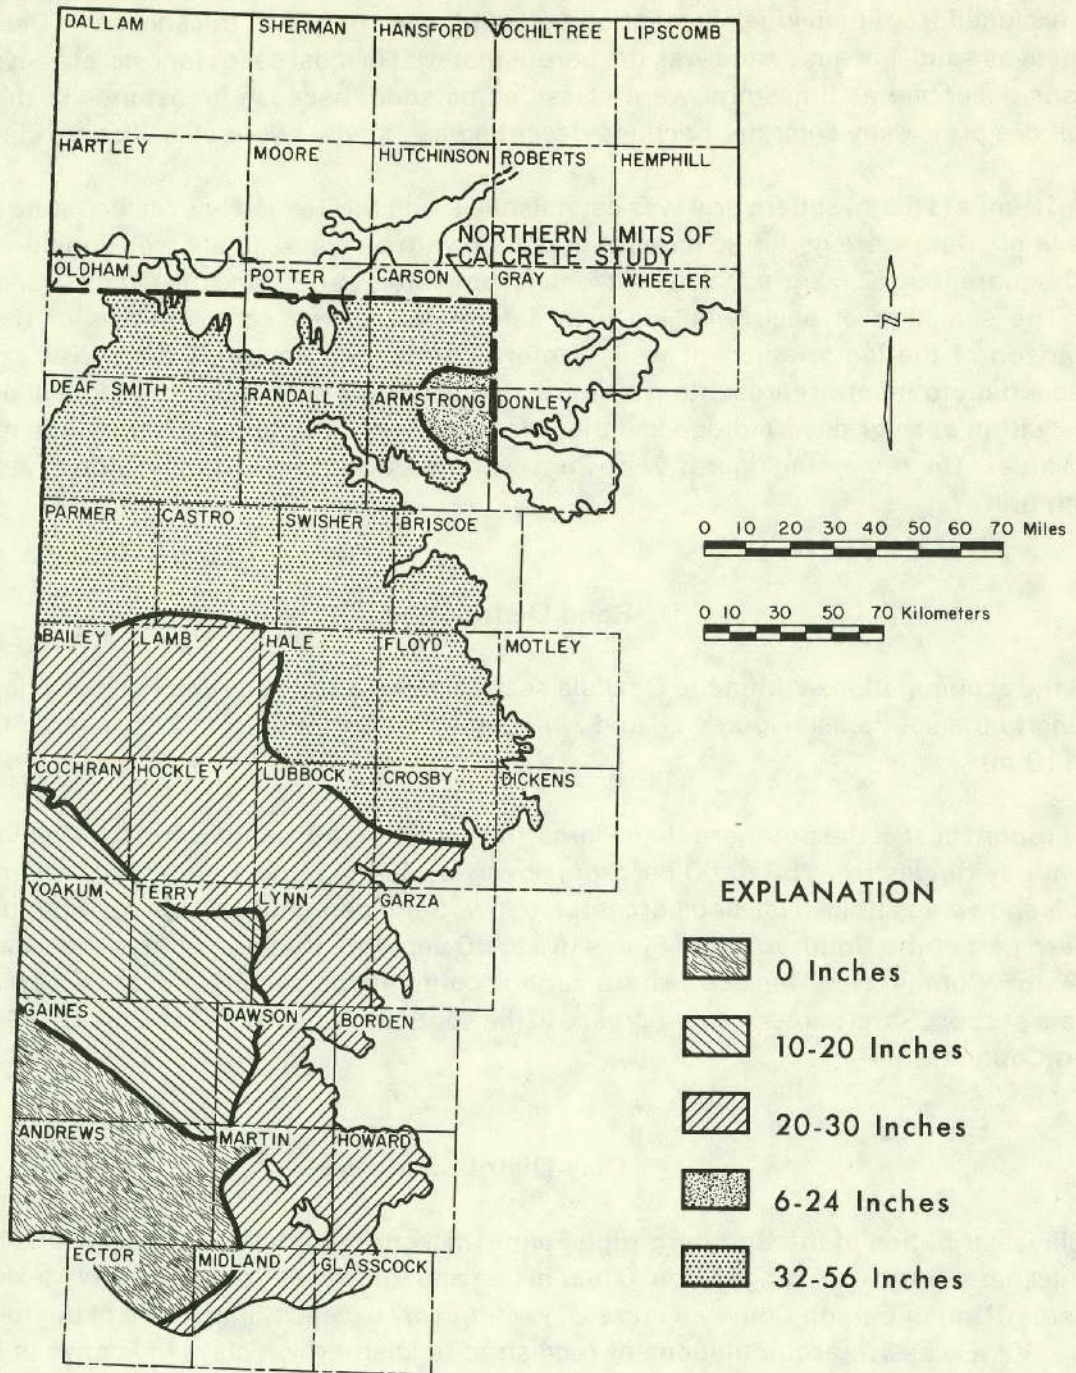 DALLAM SHERMAN HANSFORD OCHILTREE LIPSCOMB
HARTLEY MOORE HUTCHINSON ROBERTS HEMPHILL
NORTHERN LIMITS OF
CALCRETE STUDY
OLDHAM POTTER CARSON GRAY WHEELER
N
DEAF SMITH RANDALL ARMSTRONG DONLEY
PARMER CASTRO SWISHER BRISCOE
0 10 20 30 40 50 60 70 Miles
0 10 30 50 70 Kilometers
BAILEY LAMB HALE FLOYD MOTLEY
COCHRAN HOCKLEY LUBBOCK CROSBY DICKENS
YOAKUM TERRY LYNN GARZA
GAINES DAWSON BORDEN
ANDREWS MARTIN HOWARD
ECTOR MIDLAND GLASSCOCK
EXPLANATION
0 Inches
10-20 Inches
20-30 Inches
6-24 Inches
32-56 Inches